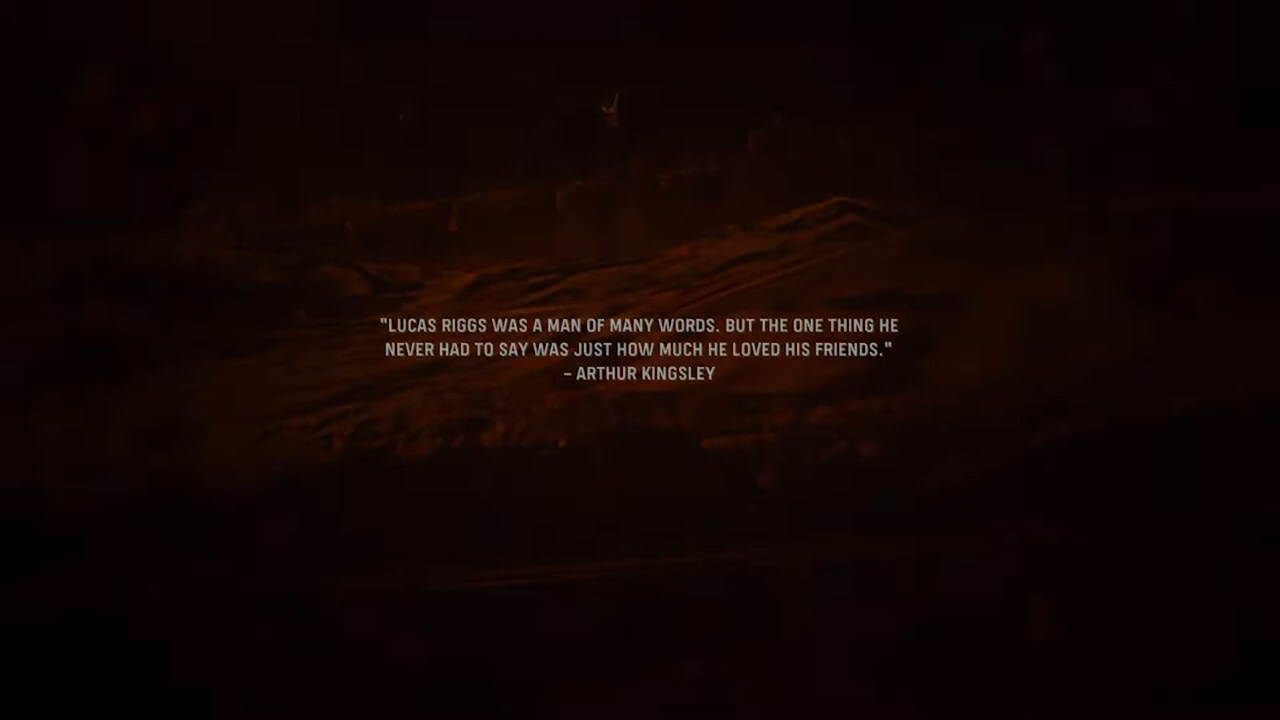 "LUCAS RIGGS WAS A MAN OF MANY WORDS. BUT THE ONE THING HE
NEVER HAD TO SAY WAS JUST HOW MUCH HE LOVED HIS FRIENDS."
– ARTHUR KINGSLEY